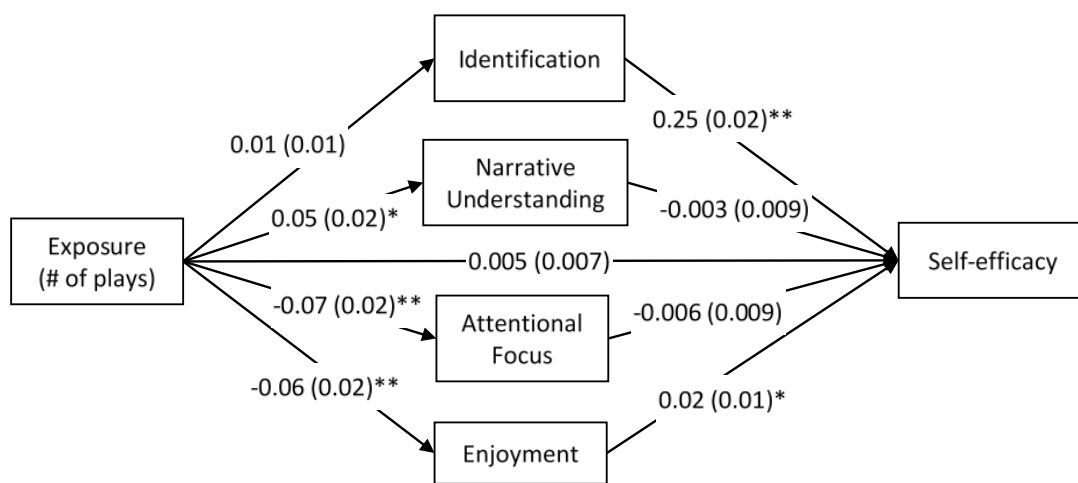 Identification
0.01 (0.01)
0.25 (0.02)**
Narrative
Understanding
0.05 (0.02)*
-0.003 (0.009)
Exposure
(# of plays)
0.005 (0.007)
Self-efficacy
-0.07 (0.02)**
Attentional
Focus
-0.006 (0.009)
-0.06 (0.02)**
0.02 (0.01)*
Enjoyment